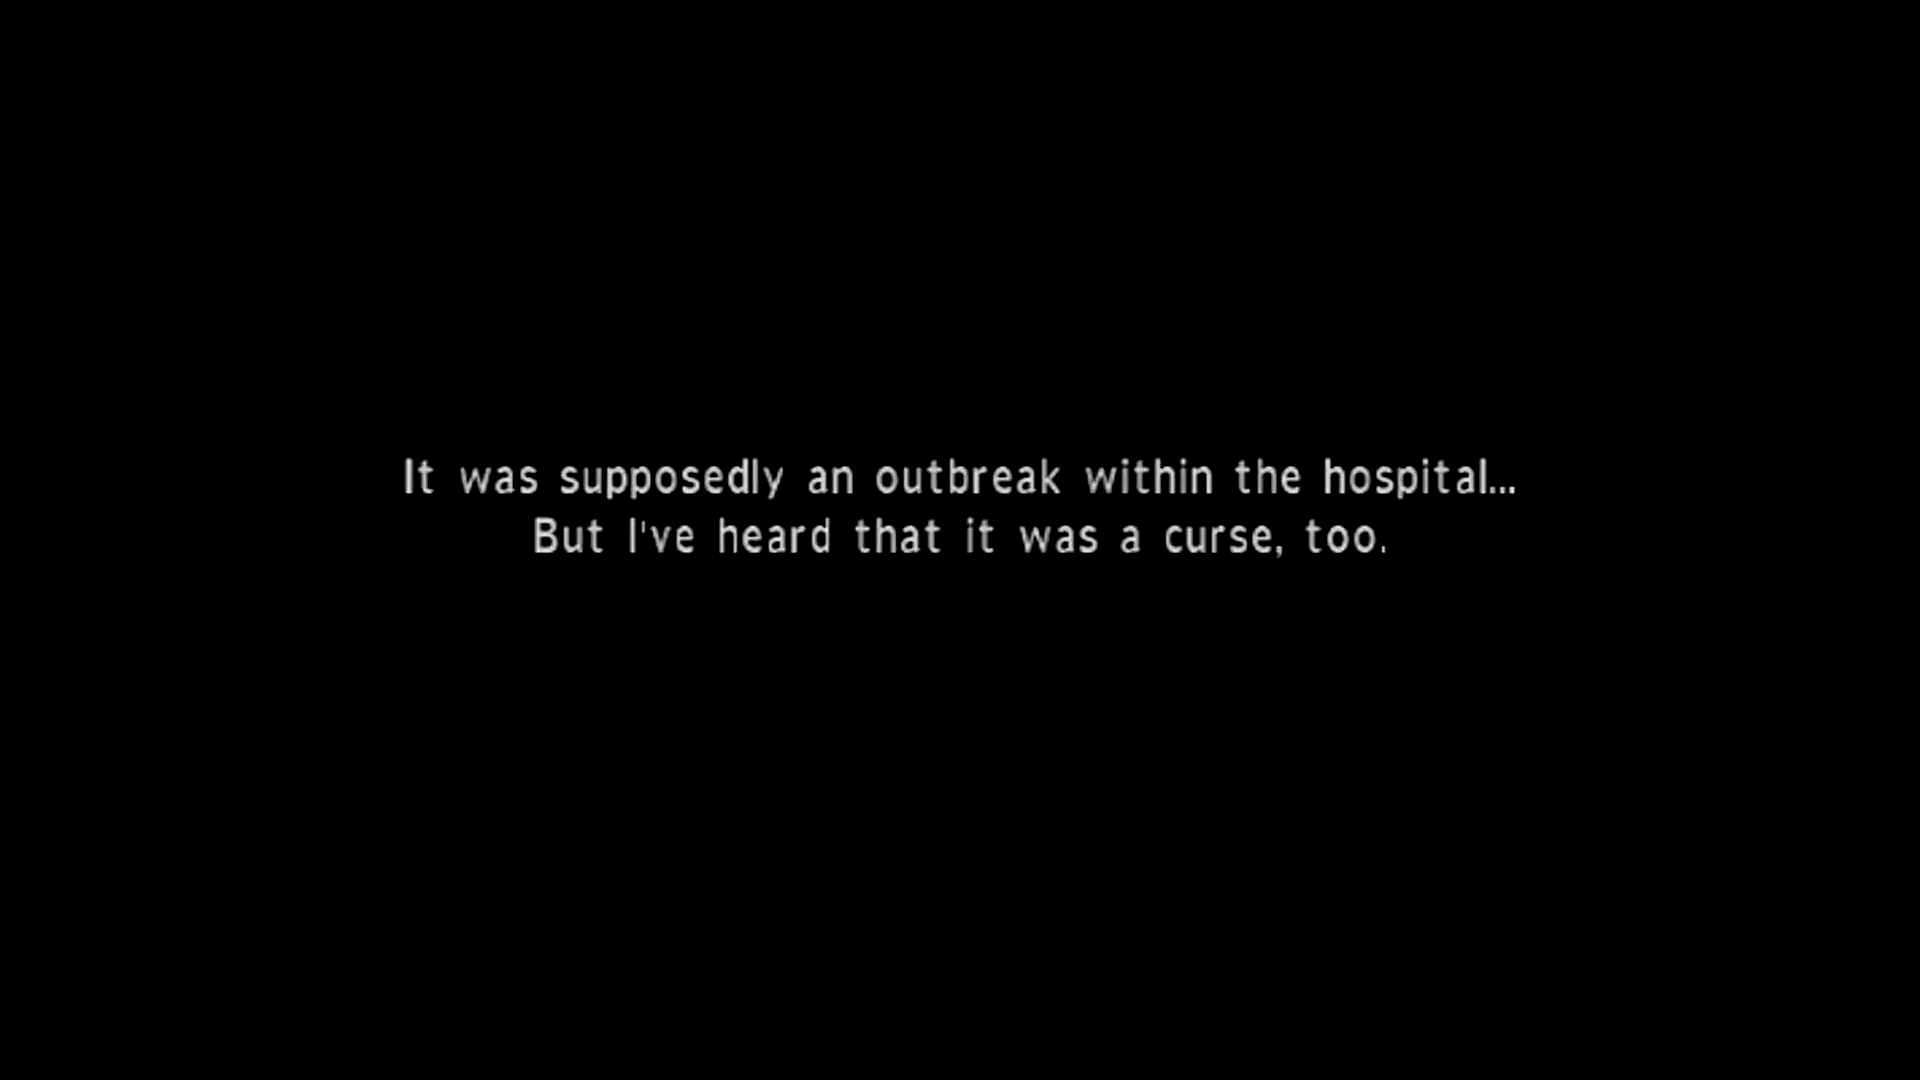 It was supposedly an outbreak within the hospital...
But I've heard that it was a curse, too.